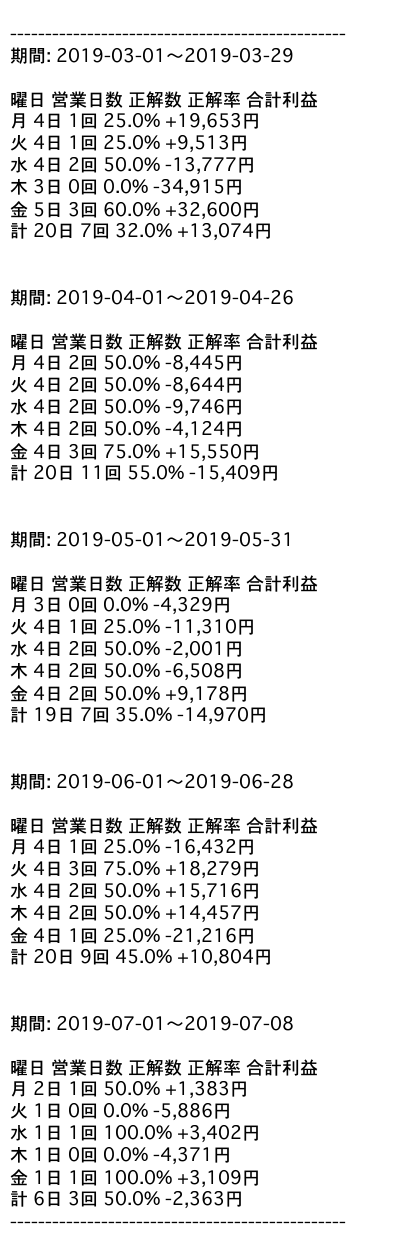 ------------------------------------------------
期間: 2019-03-01～2019-03-29
曜日 営業日数 正解数 正解率 合計利益
月 4日 1回 25.0% +19,653円
火 4日 1回 25.0% +9,513円
水 4日 2回 50.0% -13,777円
木 3日 0回 0.0% -34,915円
金 5日 3回 60.0% +32,600円
計 20日 7回 32.0% +13,074円
期間: 2019-04-01～2019-04-26
曜日 営業日数 正解数 正解率 合計利益
月 4日 2回 50.0% -8,445円
火 4日 2回 50.0% -8,644円
水 4日 2回 50.0% -9,746円
木 4日 2回 50.0% -4,124円
金 4日 3回 75.0% +15,550円
計 20日 11回 55.0% -15,409円
期間: 2019-05-01～2019-05-31
曜日 営業日数 正解数 正解率 合計利益
月 3日 0回 0.0% -4,329円
火 4日 1回 25.0% -11,310円
水 4日 2回 50.0% -2,001円
木 4日 2回 50.0% -6,508円
金 4日 2回 50.0% +9,178円
計 19日 7回 35.0% -14,970円
期間: 2019-06-01～2019-06-28
曜日 営業日数 正解数 正解率 合計利益
月 4日 1回 25.0% -16,432円
火 4日 3回 75.0% +18,279円
水 4日 2回 50.0% +15,716円
木 4日 2回 50.0% +14,457円
金 4日 1回 25.0% -21,216円
計 20日 9回 45.0% +10,804円
期間: 2019-07-01～2019-07-08
曜日 営業日数 正解数 正解率 合計利益
月 2日 1回 50.0% +1,383円
火 1日 0回 0.0% -5,886円
水 1日 1回 100.0% +3,402円
木 1日 0回 0.0% -4,371円
金 1日 1回 100.0% +3,109円
計 6日 3回 50.0% -2,363円
------------------------------------------------